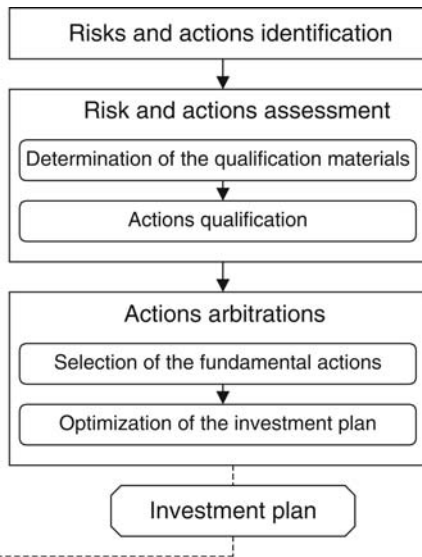 Risks and actions identification
Risk and actions assessment
Determination of the qualification materials
Actions qualification
Actions arbitrations
Selection of the fundamental actions
Optimization of the investment plan
Investment plan